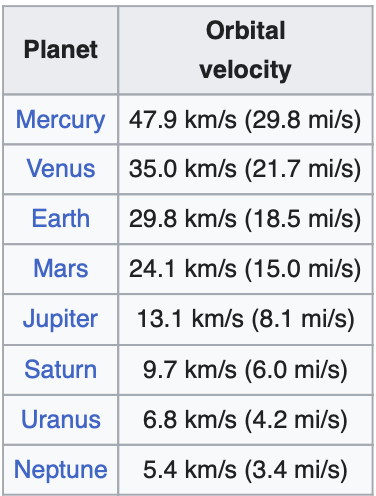 Planet Orbital velocity
Mercury 47.9 km/s (29.8 mi/s)
Venus 35.0 km/s (21.7 mi/s)
Earth 29.8 km/s (18.5 mi/s)
Mars 24.1 km/s (15.0 mi/s)
Jupiter 13.1 km/s (8.1 mi/s)
Saturn 9.7 km/s (6.0 mi/s)
Uranus 6.8 km/s (4.2 mi/s)
Neptune 5.4 km/s (3.4 mi/s)